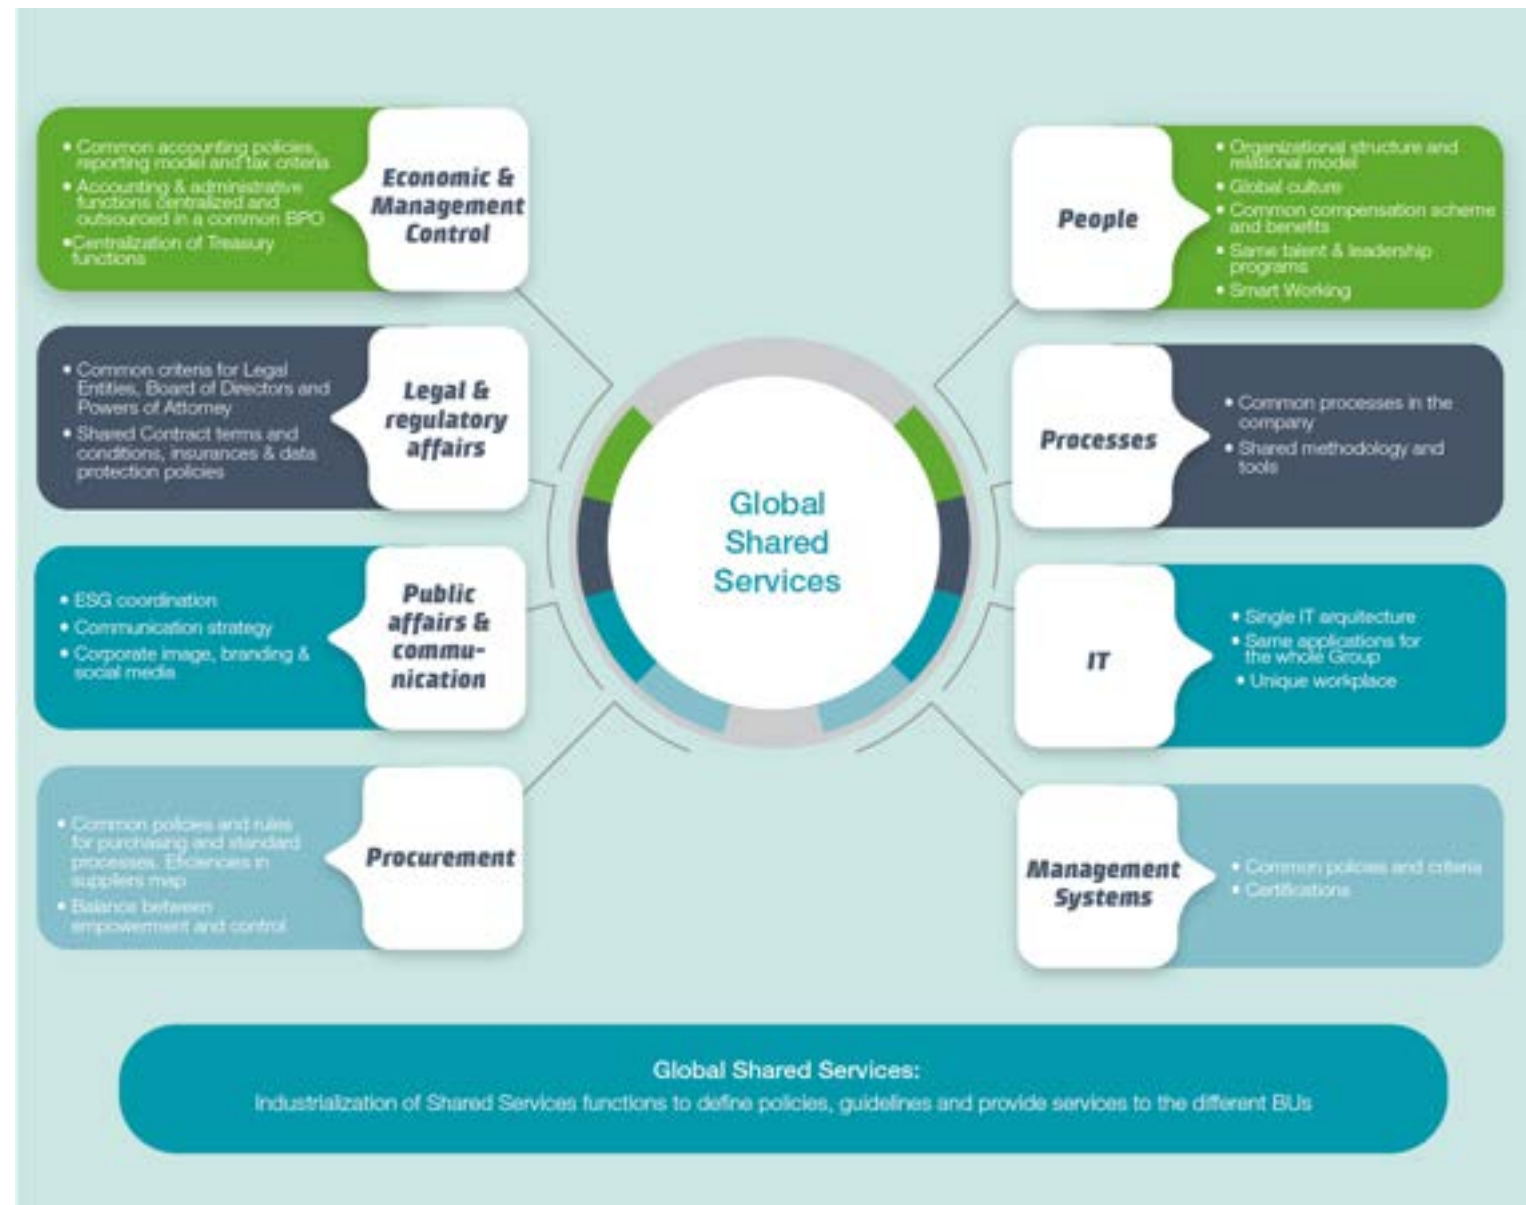 • Common accounting policies,
reporting model and tax criteria
• Accounting & administrative
functions centralized and
outsourced in a common BPO
•Centralization of Treasury
functions
Economic &
Management
Control
• Common criteria for Legal
Entities, Board of Directors and
Powers of Attorney
• Shared Contract terms and
conditions, insurances & data
protection policies
Legal &
regulatory
affairs
• ESG coordination
• Communication strategy
• Corporate image, branding &
social media
Public
affairs &
commu-
nication
• Common policies and rules
for purchasing and standard
processes. Eficiencies in
suppliers map
• Balance between
empowerment and control
Procurement
Global
Shared
Services
People
• Organizational structure and
relational model
• Global culture
• Common compensation scheme
and benefits
• Same talent & leadership
programs
• Smart Working
Processes
• Common processes in the
company
• Shared methodology and
tools
IT
• Single IT arquitecture
• Same applications for
the whole Group
• Unique workplace
Management
Systems
• Common policies and criteria
• Certifications
Global Shared Services:
Industrialization of Shared Services functions to define policies, guidelines and provide services to the different BUs